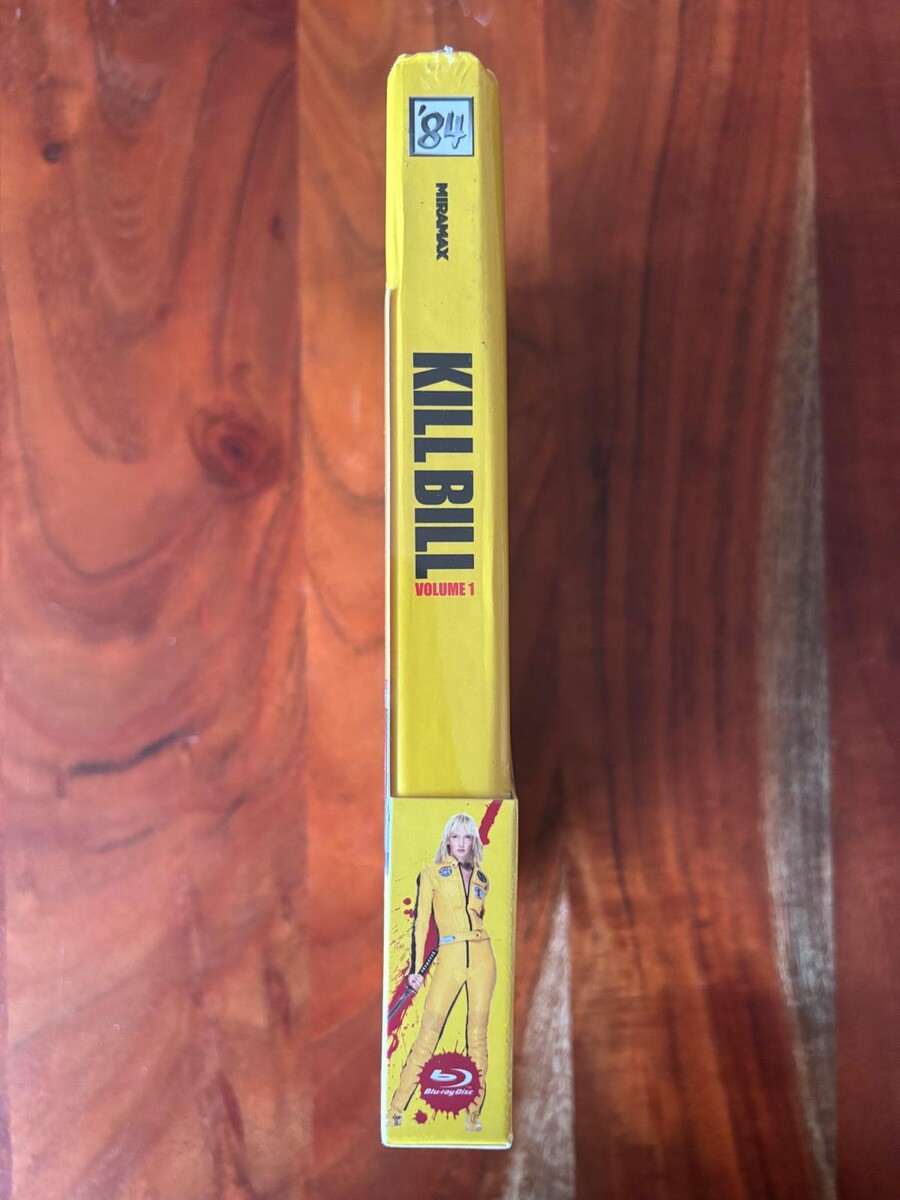 '84
MIRAMAX
KILL BILL
VOLUME 1
Blu-ray Disc